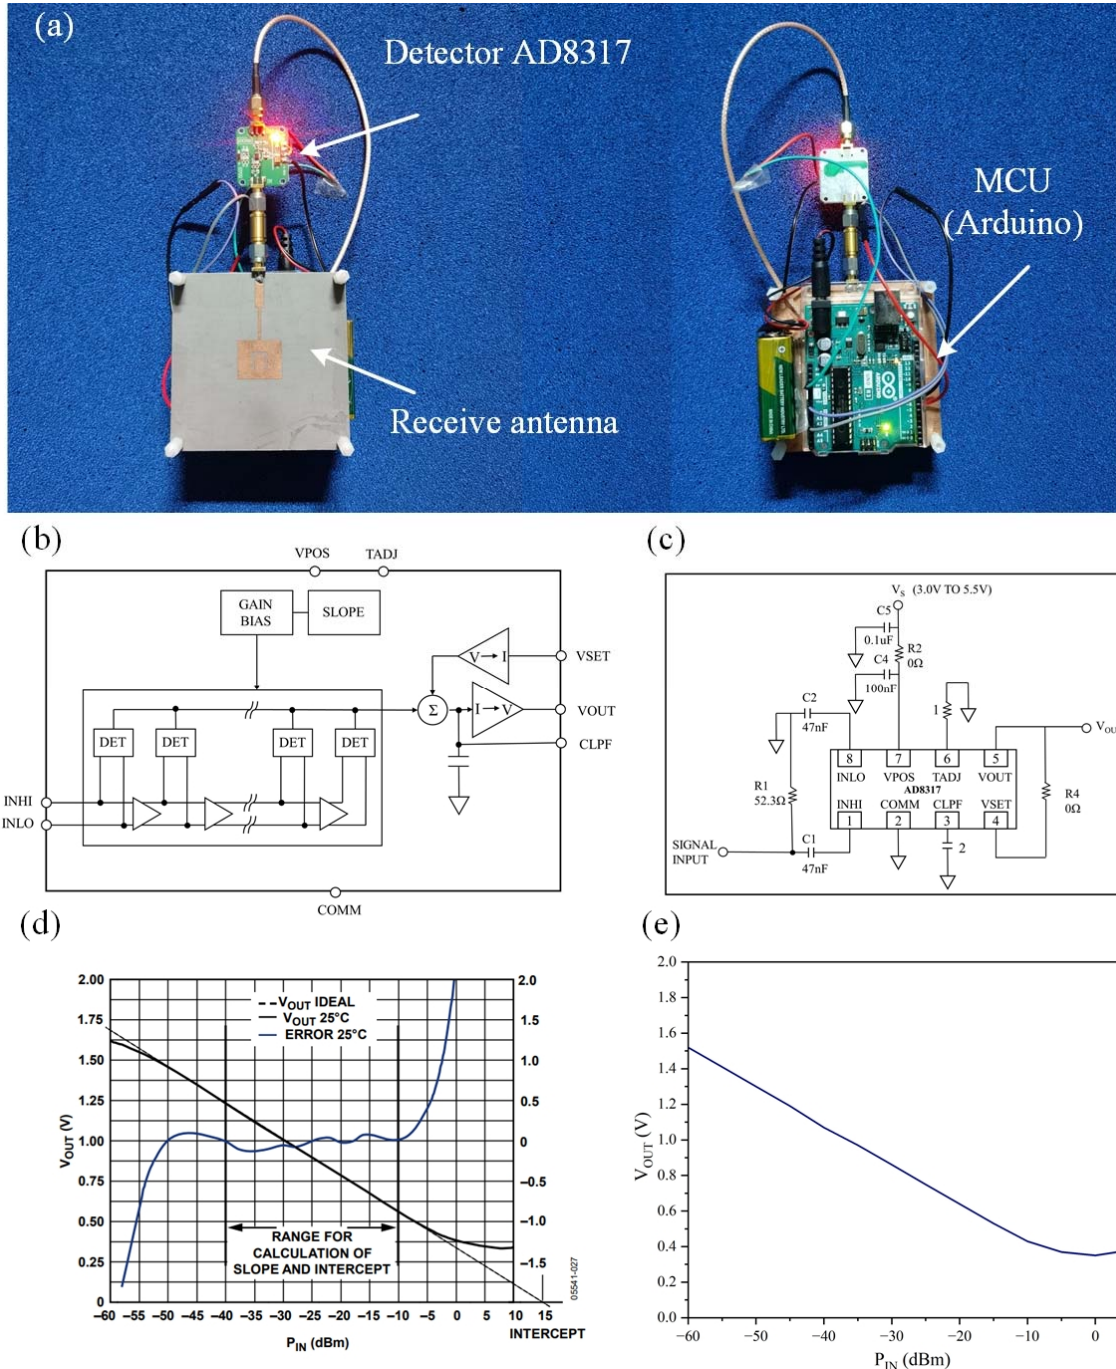 (a)
Detector AD8317
MCU
(Arduino)
Receive antenna
(b)
VPOS TADJ
GAIN
BIAS
SLOPE
V I
VSET
Σ
I V
VOUT
CLPF
DET DET DET DET
INHI
INLO
COMM
(c)
VS (3.0V TO 5.5V)
C5
0.1uF
R2
0Ω
C4
100nF
C2
47nF
1
VOU
8 7 6 5
INLO VPOS TADJ VOUT
AD8317
R1
52.3Ω
R4
0Ω
INHI COMM CLPF VSET
1 2 3 4
SIGNAL
INPUT
C1
47nF
2
(d)
2.00 2.0
VOUT IDEAL
VOUT 25°C
ERROR 25°C
1.75 1.5
1.50 1.0
1.25 0.5
1.00 0
0.75 –0.5
0.50 –1.0
0.25 –1.5
0
VOUT (V)
RANGE FOR
CALCULATION OF
SLOPE AND INTERCEPT
05541-027
–60 –55 –50 –45 –40 –35 –30 –25 –20 –15 –10 –5 0 5 10 15
INTERCEPT
PIN (dBm)
(e)
2.0
1.8
1.6
1.4
1.2
1.0
0.8
0.6
0.4
0.2
0.0
VOUT (V)
−60 −50 −40 −30 −20 −10 0
PIN (dBm)